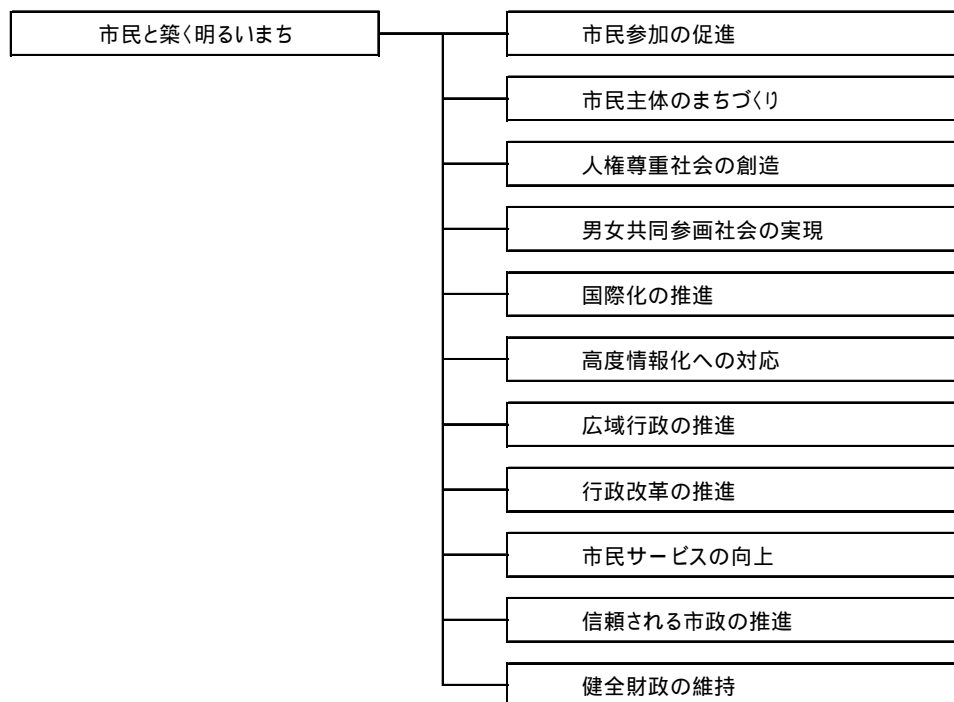 市民と築く明るいまち
市民参加の促進
市民主体のまちづくり
人権尊重社会の創造
男女共同参画社会の実現
国際化の推進
高度情報化への対応
広域行政の推進
行政改革の推進
市民サービスの向上
信頼される市政の推進
健全財政の維持